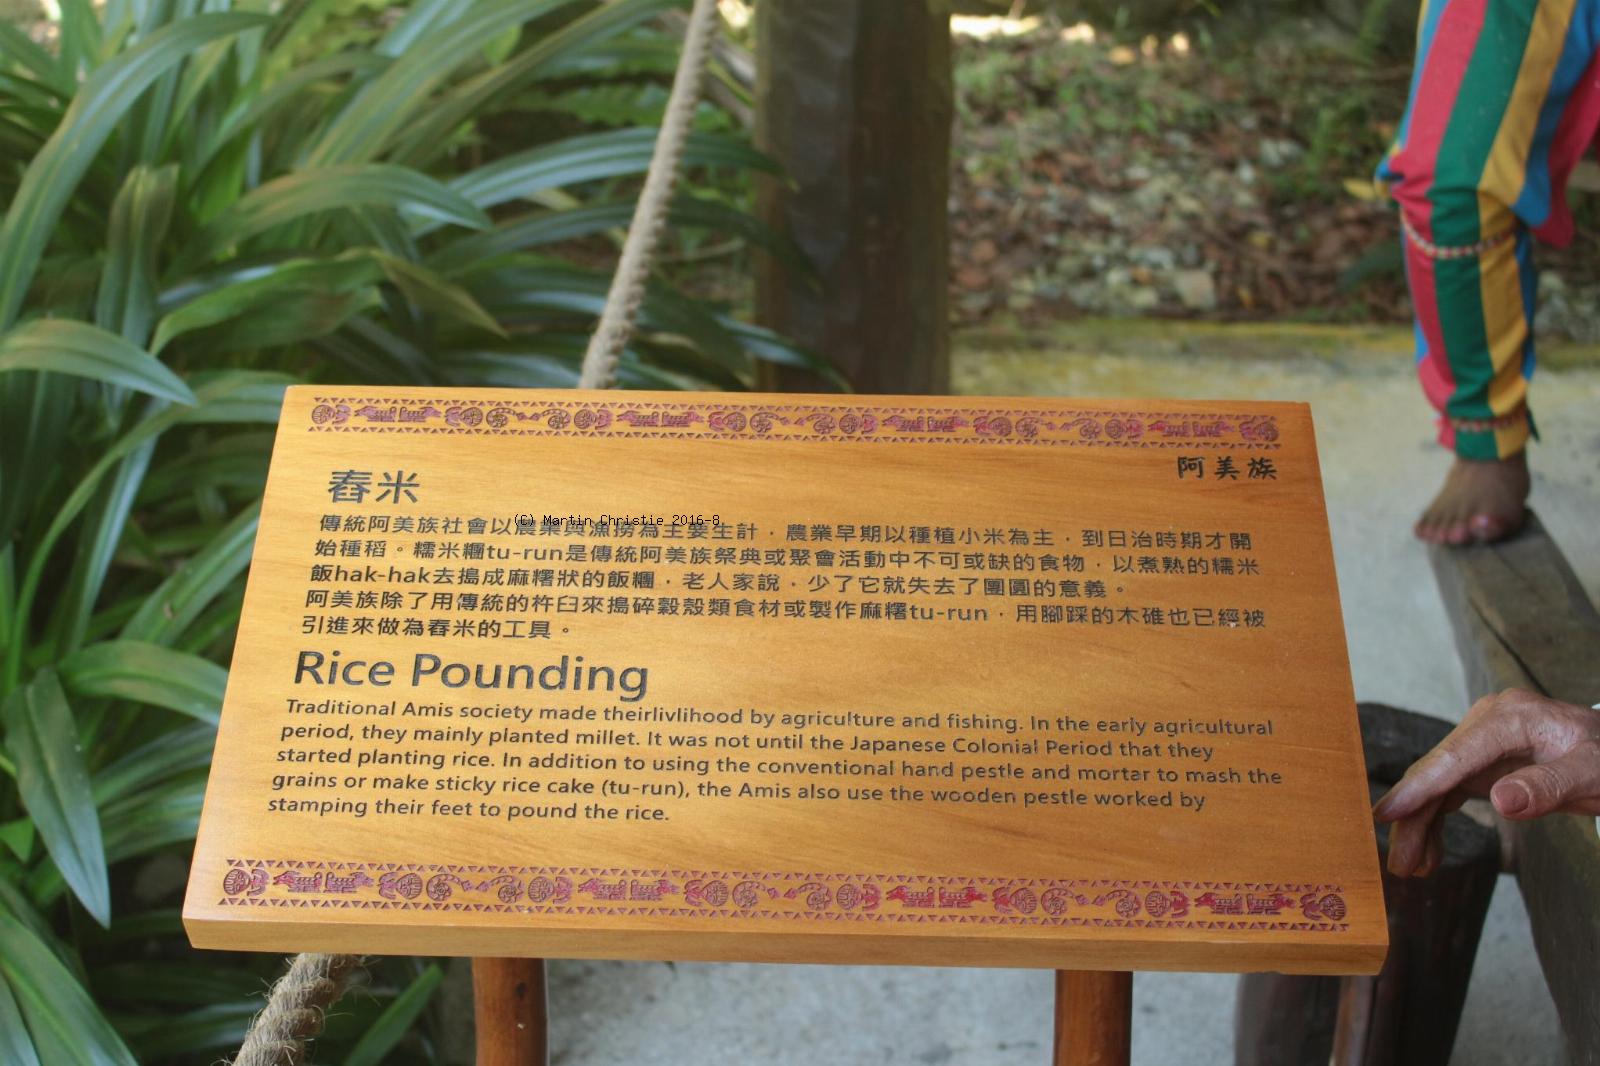 阿美族
舂米
傳統阿美族社會以農業與漁撈為主要生計，農業早期以種植小米為主，到日治時期才開
始種稻。糯米糰tu-run是傳統阿美族祭典或聚會活動中不可或缺的食物，以煮熟的糯米
飯hak-hak去搗成麻糬狀的飯糰，老人家說，少了它就失去了團圓的意義。
阿美族除了用傳統的杵臼來搗碎穀殼類食材或製作麻糬tu-run，用腳踩的木碓也已經被
引進來做為舂米的工具。
(C) Martin Christie 2016-8
Rice Pounding
Traditional Amis society made theirlivlihood by agriculture and fishing. In the early agricultural
period, they mainly planted millet. It was not until the Japanese Colonial Period that they
started planting rice. In addition to using the conventional hand pestle and mortar to mash the
grains or make sticky rice cake (tu-run), the Amis also use the wooden pestle worked by
stamping their feet to pound the rice.